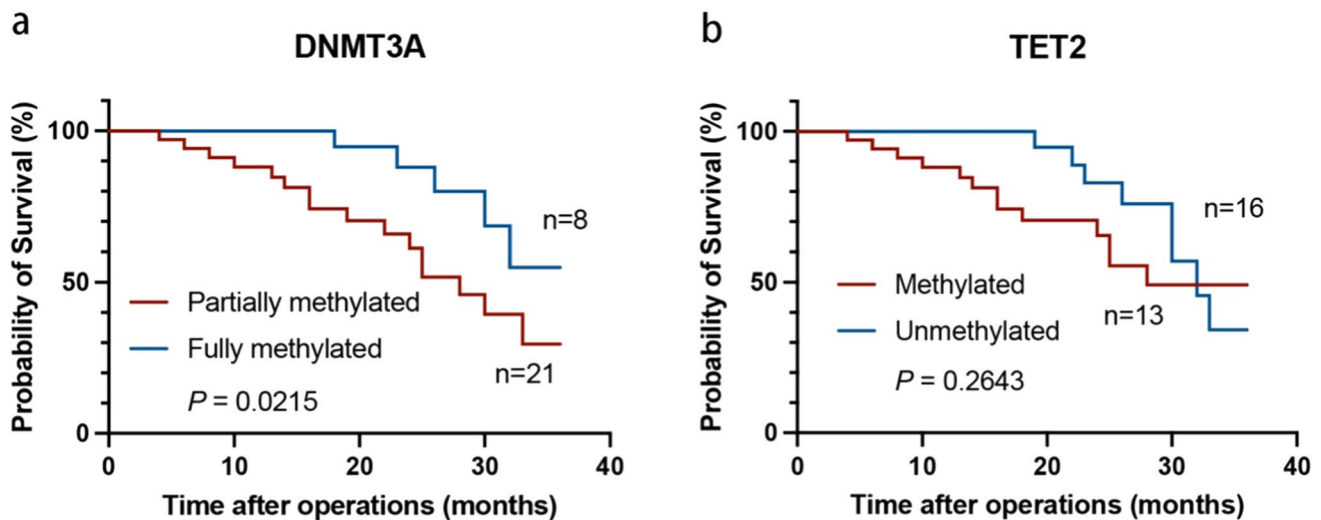 a
DNMT3A
Probability of Survival (%)
100
50
0
n=8
Partially methylated
Fully methylated
P = 0.0215
n=21
0 10 20 30 40
Time after operations (months)
b
TET2
Probability of Survival (%)
100
50
0
n=16
Methylated
n=13
Unmethylated
P = 0.2643
0 10 20 30 40
Time after operations (months)